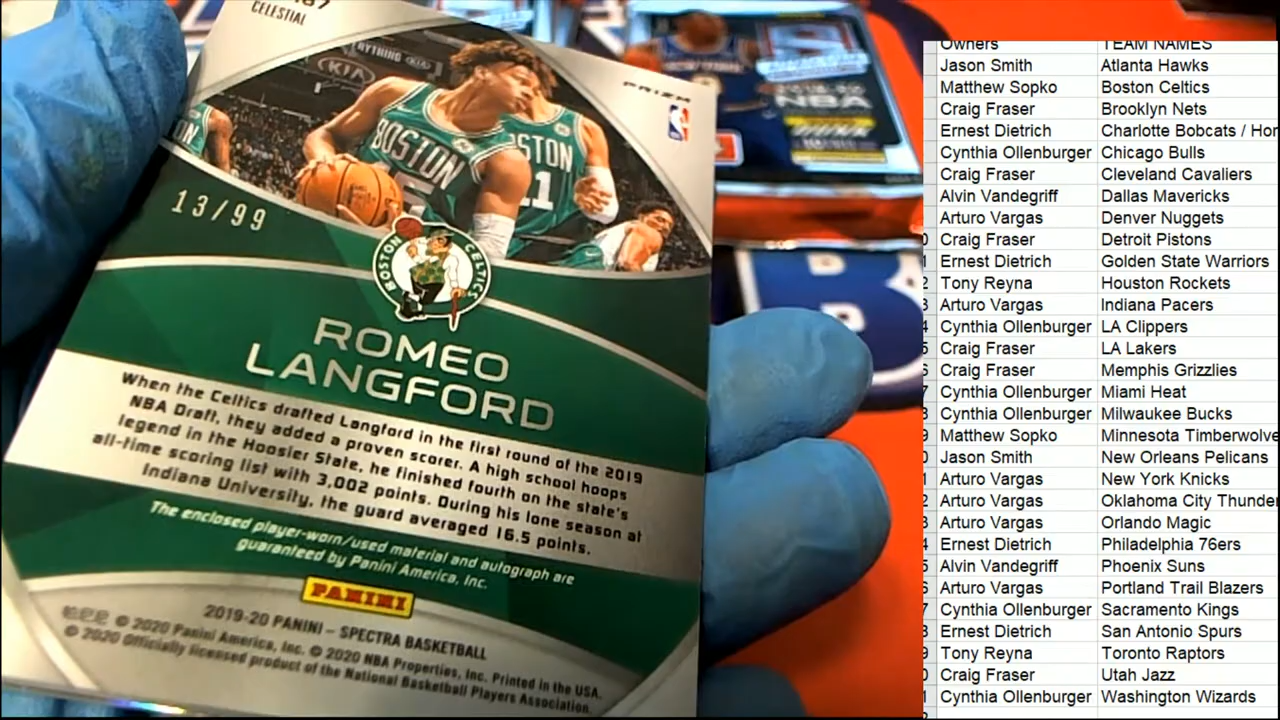 CELESTIAL
KIA
PRIZM
BOSTON
13/99
BOSTON CELTICS
ROMEO
LANGFORD
When the Celtics drafted Langford in the first round of the 2019
NBA Draft, they added a proven scorer. A high school hoops
legend in the Hoosier State, he finished fourth on the state's
all-time scoring list with 3,002 points. During his lone season at
Indiana University, the guard averaged 16.5 points.
The enclosed player-worn/used material and autograph are
guaranteed by Panini America, Inc.
PANINI
2019-20 PANINI – SPECTRA BASKETBALL
© 2020 Panini America, Inc. © 2020 NBA Properties, Inc. Printed in the USA.
© 2020 Officially licensed product of the National Basketball Players Association.
NBA
Owners TEAM NAMES
Jason Smith Atlanta Hawks
Matthew Sopko Boston Celtics
Craig Fraser Brooklyn Nets
Ernest Dietrich Charlotte Bobcats / Hor
Cynthia Ollenburger Chicago Bulls
Craig Fraser Cleveland Cavaliers
Alvin Vandegriff Dallas Mavericks
Arturo Vargas Denver Nuggets
Craig Fraser Detroit Pistons
Ernest Dietrich Golden State Warriors
Tony Reyna Houston Rockets
Arturo Vargas Indiana Pacers
Cynthia Ollenburger LA Clippers
Craig Fraser LA Lakers
Craig Fraser Memphis Grizzlies
Cynthia Ollenburger Miami Heat
Cynthia Ollenburger Milwaukee Bucks
Matthew Sopko Minnesota Timberwolve
Jason Smith New Orleans Pelicans
Arturo Vargas New York Knicks
Arturo Vargas Oklahoma City Thunder
Arturo Vargas Orlando Magic
Ernest Dietrich Philadelphia 76ers
Alvin Vandegriff Phoenix Suns
Arturo Vargas Portland Trail Blazers
Cynthia Ollenburger Sacramento Kings
Ernest Dietrich San Antonio Spurs
Tony Reyna Toronto Raptors
Craig Fraser Utah Jazz
Cynthia Ollenburger Washington Wizards